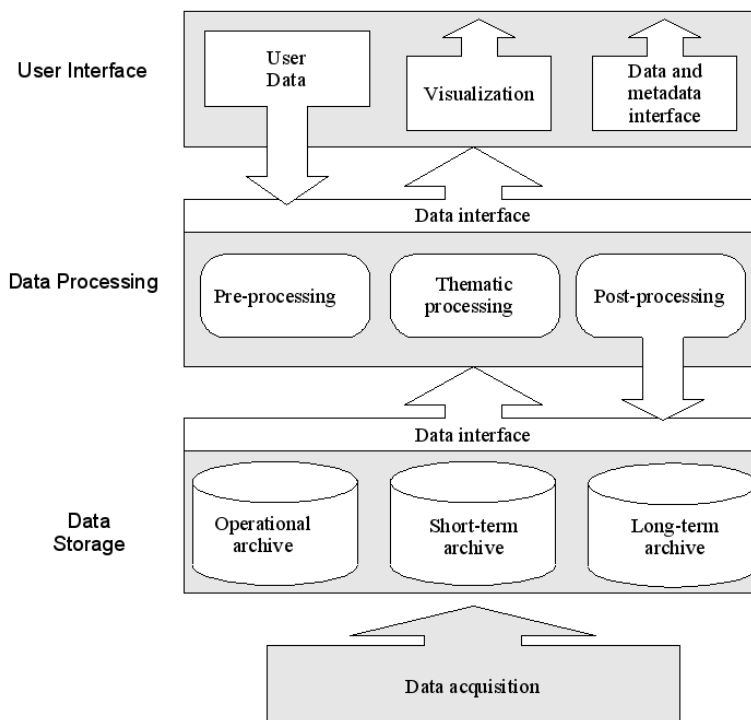 User Interface
User
Data
Visualization
Data and
metadata
interface
Data interface
Data Processing
Pre-processing
Thematic
processing
Post-processing
Data interface
Data
Storage
Operational
archive
Short-term
archive
Long-term
archive
Data acquisition